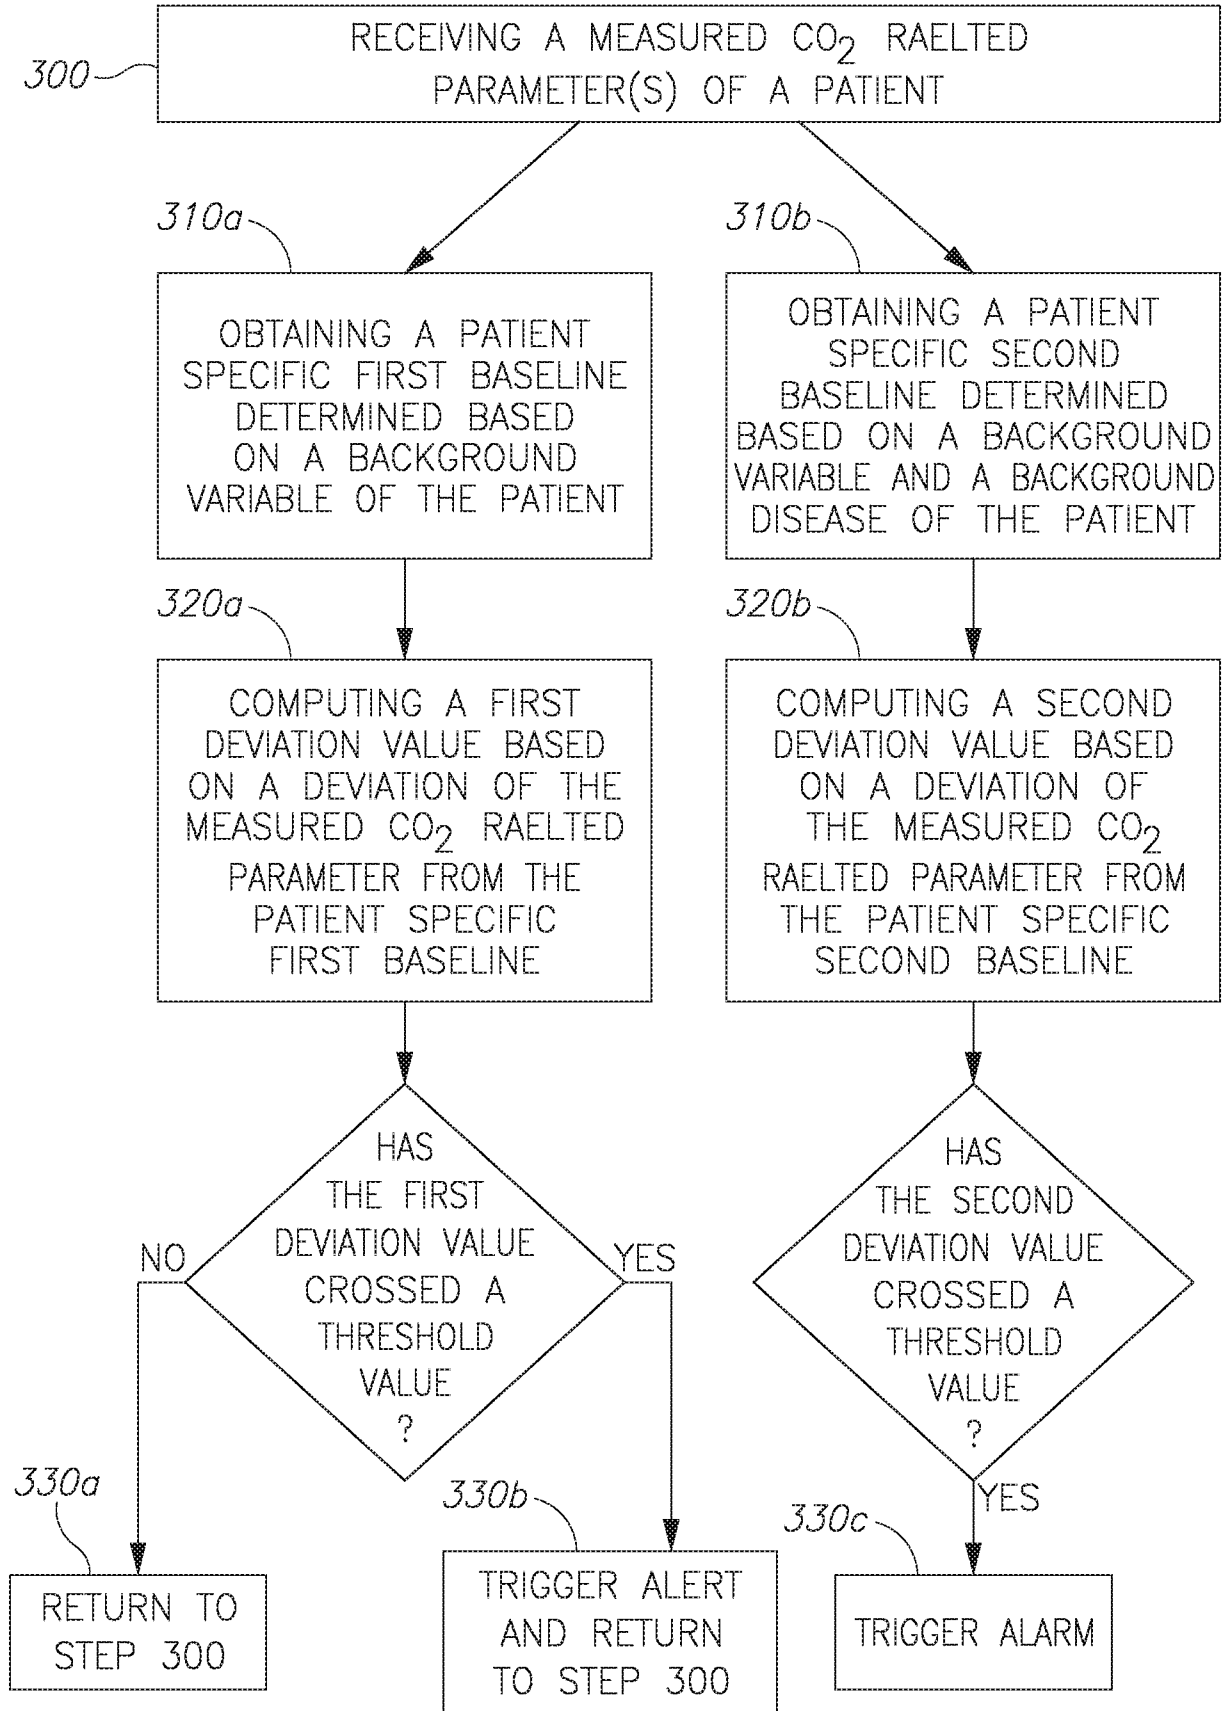 RECEIVING A MEASURED CO2 RAELTED
PARAMETER(S) OF A PATIENT
300
310a
OBTAINING A PATIENT
SPECIFIC FIRST BASELINE
DETERMINED BASED
ON A BACKGROUND
VARIABLE OF THE PATIENT
310b
OBTAINING A PATIENT
SPECIFIC SECOND
BASELINE DETERMINED
BASED ON A BACKGROUND
VARIABLE AND A BACKGROUND
DISEASE OF THE PATIENT
320a
COMPUTING A FIRST
DEVIATION VALUE BASED
ON A DEVIATION OF THE
MEASURED CO2 RAELTED
PARAMETER FROM THE
PATIENT SPECIFIC
FIRST BASELINE
320b
COMPUTING A SECOND
DEVIATION VALUE BASED
ON A DEVIATION OF
THE MEASURED CO2
RAELTED PARAMETER FROM
THE PATIENT SPECIFIC
SECOND BASELINE
HAS
THE FIRST
DEVIATION VALUE
CROSSED A
THRESHOLD
VALUE
?
NO
YES
HAS
THE SECOND
DEVIATION VALUE
CROSSED A
THRESHOLD
VALUE
?
YES
330a
RETURN TO
STEP 300
330b
TRIGGER ALERT
AND RETURN
TO STEP 300
330c
TRIGGER ALARM